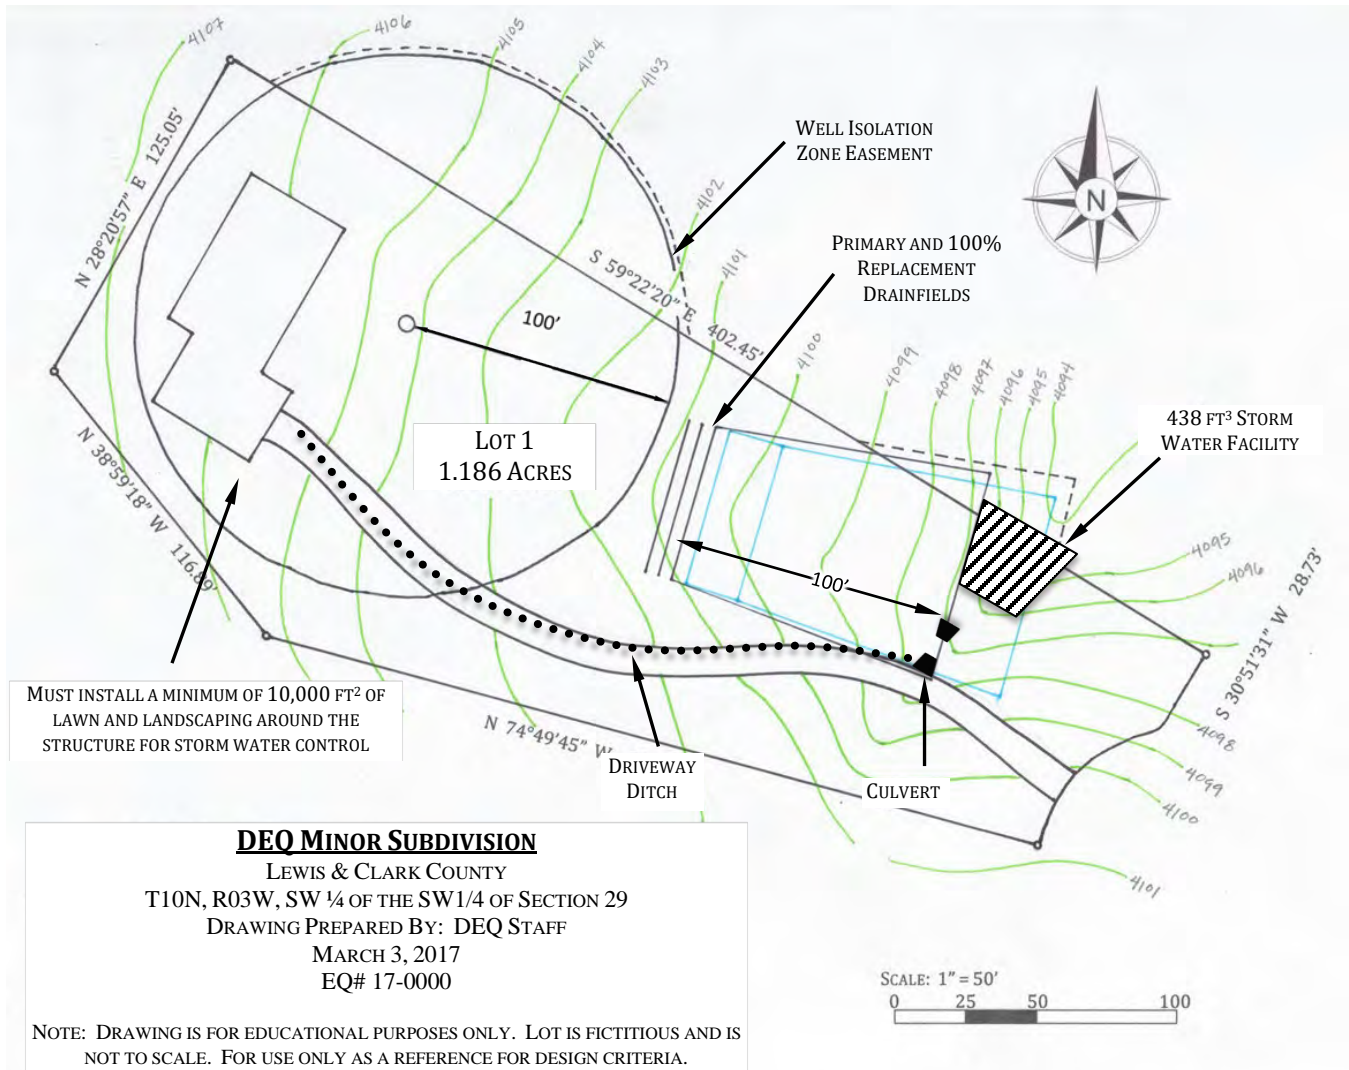 4107
4106
4105
4104
4103
4102
4101
4100
4099
4098
4097
4096
4095
4094
N
WELL ISOLATION
ZONE EASEMENT
PRIMARY AND 100%
REPLACEMENT
DRAINFIELDS
N 28°20'57" E 125.05'
S 59°22'20" E 402.45'
100'
LOT 1
1.186 ACRES
438 FT³ STORM
WATER FACILITY
N 38°59'18" W 116.89'
100'
4095
4096
S 30°51'31" W 28.73'
MUST INSTALL A MINIMUM OF 10,000 FT² OF
LAWN AND LANDSCAPING AROUND THE
STRUCTURE FOR STORM WATER CONTROL
N 74°49'45" W
DRIVEWAY
DITCH
CULVERT
4098
4099
4100
4101
DEQ MINOR SUBDIVISION
LEWIS & CLARK COUNTY
T10N, R03W, SW ¼ OF THE SW1/4 OF SECTION 29
DRAWING PREPARED BY: DEQ STAFF
MARCH 3, 2017
EQ# 17-0000
NOTE: DRAWING IS FOR EDUCATIONAL PURPOSES ONLY. LOT IS FICTITIOUS AND IS
NOT TO SCALE. FOR USE ONLY AS A REFERENCE FOR DESIGN CRITERIA.
SCALE: 1" = 50'
0 25 50 100